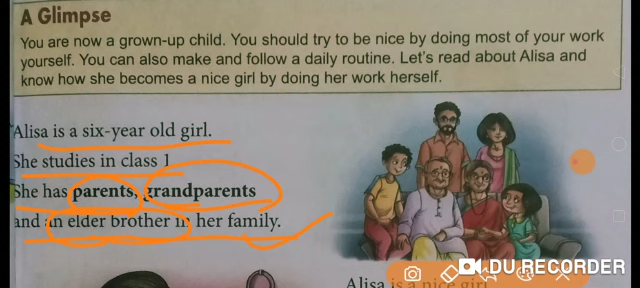 A Glimpse
You are now a grown-up child. You should try to be nice by doing most of your work
yourself. You can also make and follow a daily routine. Let's read about Alisa and
know how she becomes a nice girl by doing her work herself.
Alisa is a six-year old girl.
She studies in class 1
She has parents, grandparents
and an elder brother in her family.
Alisa is a nice girl
DU RECORDER